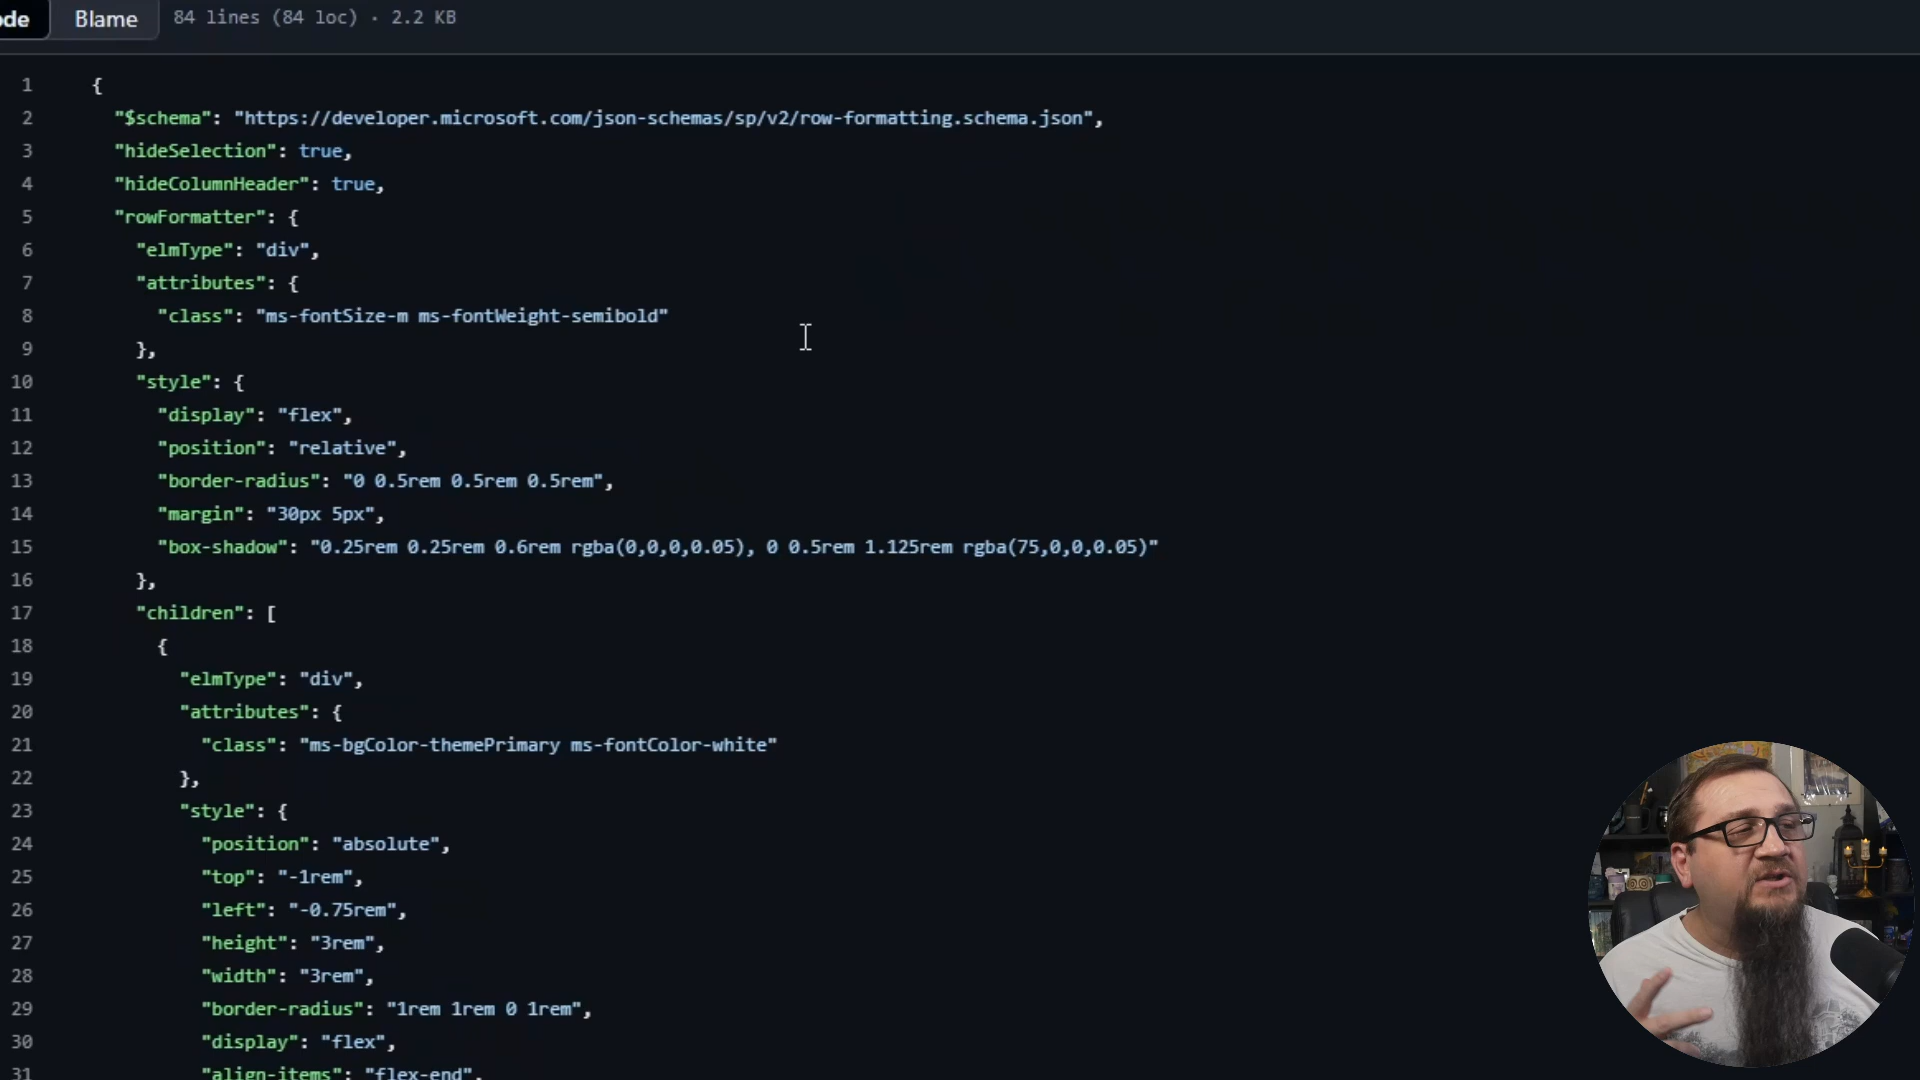 ode Blame 84 lines (84 loc) · 2.2 KB
1 {
2 "$schema": "https://developer.microsoft.com/json-schemas/sp/v2/row-formatting.schema.json",
3 "hideSelection": true,
4 "hideColumnHeader": true,
5 "rowFormatter": {
6 "elmType": "div",
7 "attributes": {
8 "class": "ms-fontSize-m ms-fontWeight-semibold"
9 },
10 "style": {
11 "display": "flex",
12 "position": "relative",
13 "border-radius": "0 0.5rem 0.5rem 0.5rem",
14 "margin": "30px 5px",
15 "box-shadow": "0.25rem 0.25rem 0.6rem rgba(0,0,0,0.05), 0 0.5rem 1.125rem rgba(75,0,0,0.05)"
16 },
17 "children": [
18 {
19 "elmType": "div",
20 "attributes": {
21 "class": "ms-bgColor-themePrimary ms-fontColor-white"
22 },
23 "style": {
24 "position": "absolute",
25 "top": "-1rem",
26 "left": "-0.75rem",
27 "height": "3rem",
28 "width": "3rem",
29 "border-radius": "1rem 1rem 0 1rem",
30 "display": "flex",
31 "align-items": "flex-end",